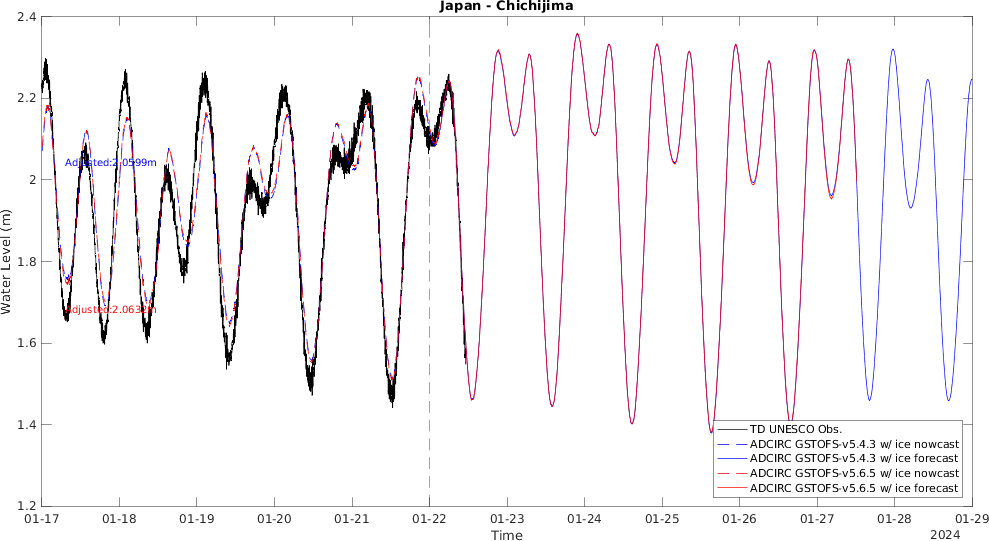 Japan - Chichijima
Water Level (m)
2.4
2.2
2
1.8
1.6
1.4
1.2
Adjusted:2.0599m
Adjusted:2.0632m
TD UNESCO Obs.
ADCIRC GSTOFS-v5.4.3 w/ ice nowcast
ADCIRC GSTOFS-v5.4.3 w/ ice forecast
ADCIRC GSTOFS-v5.6.5 w/ ice nowcast
ADCIRC GSTOFS-v5.6.5 w/ ice forecast
01-17 01-18 01-19 01-20 01-21 01-22 01-23 01-24 01-25 01-26 01-27 01-28 01-29
Time
2024